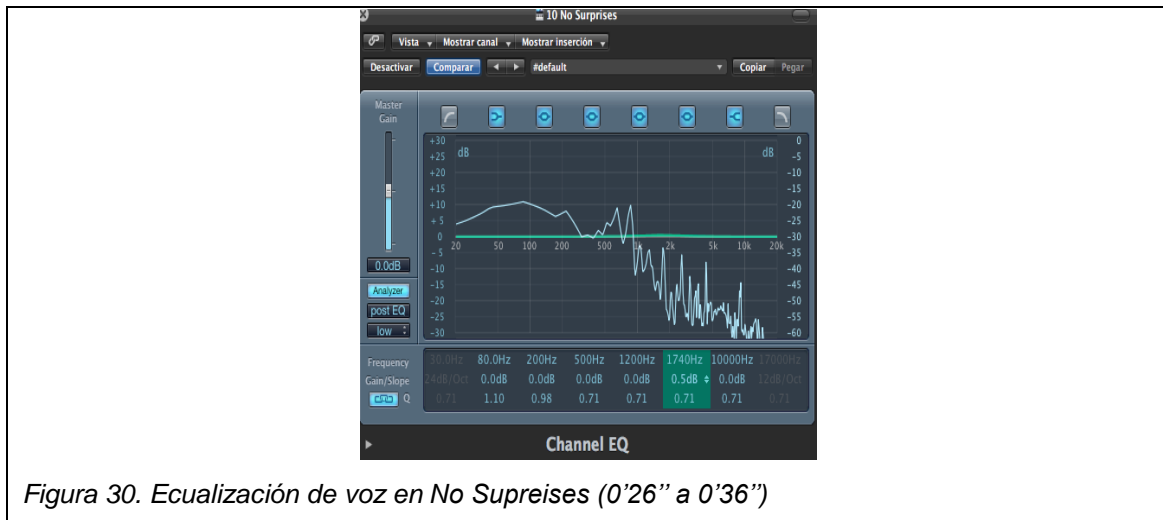 10 No Surprises
Vista Mostrar canal Mostrar inserción
Desactivar Comparar #default Copiar Pegar
Master Gain
+30 dB dB 0
+25 -5
+20 -10
+15 -15
+10 -20
+ 5 -25
0 -30
20 50 100 200 500 1k 2k 5k 10k 20k
- 5 -35
-10 -40
-15 -45
-20 -50
-25 -55
-30 -60
0.0dB
Analyzer
post EQ
low
Frequency 30.0Hz 80.0Hz 200Hz 500Hz 1200Hz 1740Hz 10000Hz 17000Hz
Gain/Slope 24dB/Oct 0.0dB 0.0dB 0.0dB 0.0dB 0.5dB 0.0dB 12dB/Oct
Q 0.71 1.10 0.98 0.71 0.71 0.71 0.71 0.71
Channel EQ
Figura 30. Ecualización de voz en No Supreises (0’26’’ a 0’36’’)